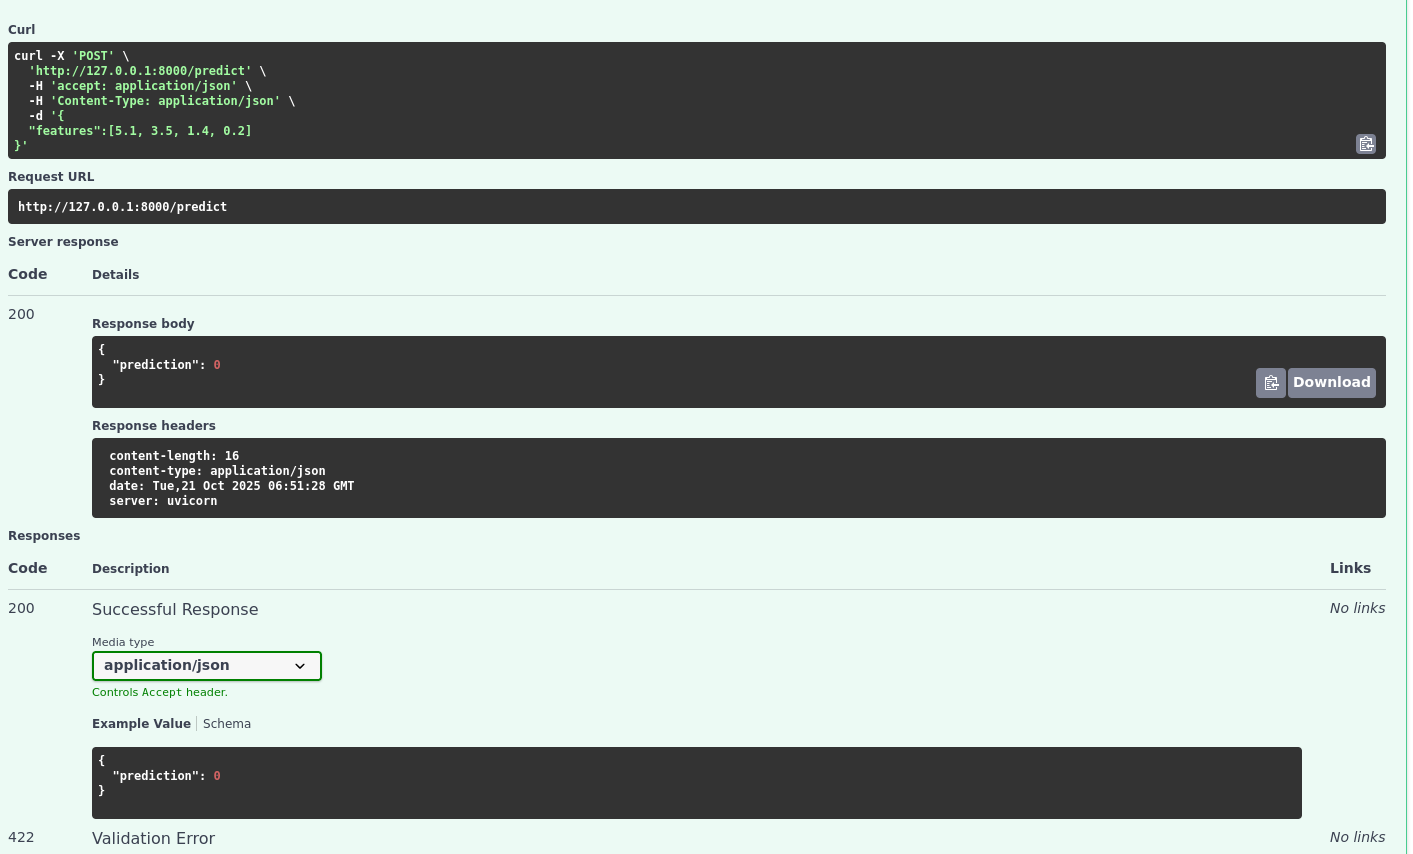 Curl
curl -X 'POST' \
  'http://127.0.0.1:8000/predict' \
  -H 'accept: application/json' \
  -H 'Content-Type: application/json' \
  -d '{
  "features":[5.1, 3.5, 1.4, 0.2]
}'
Request URL
http://127.0.0.1:8000/predict
Server response
Code Details
200
Response body
{
  "prediction": 0
}
Download
Response headers
content-length: 16
content-type: application/json
date: Tue,21 Oct 2025 06:51:28 GMT
server: uvicorn
Responses
Code Description Links
200 Successful Response No links
Media type
application/json
Controls Accept header.
Example Value Schema
{
  "prediction": 0
}
422 Validation Error No links